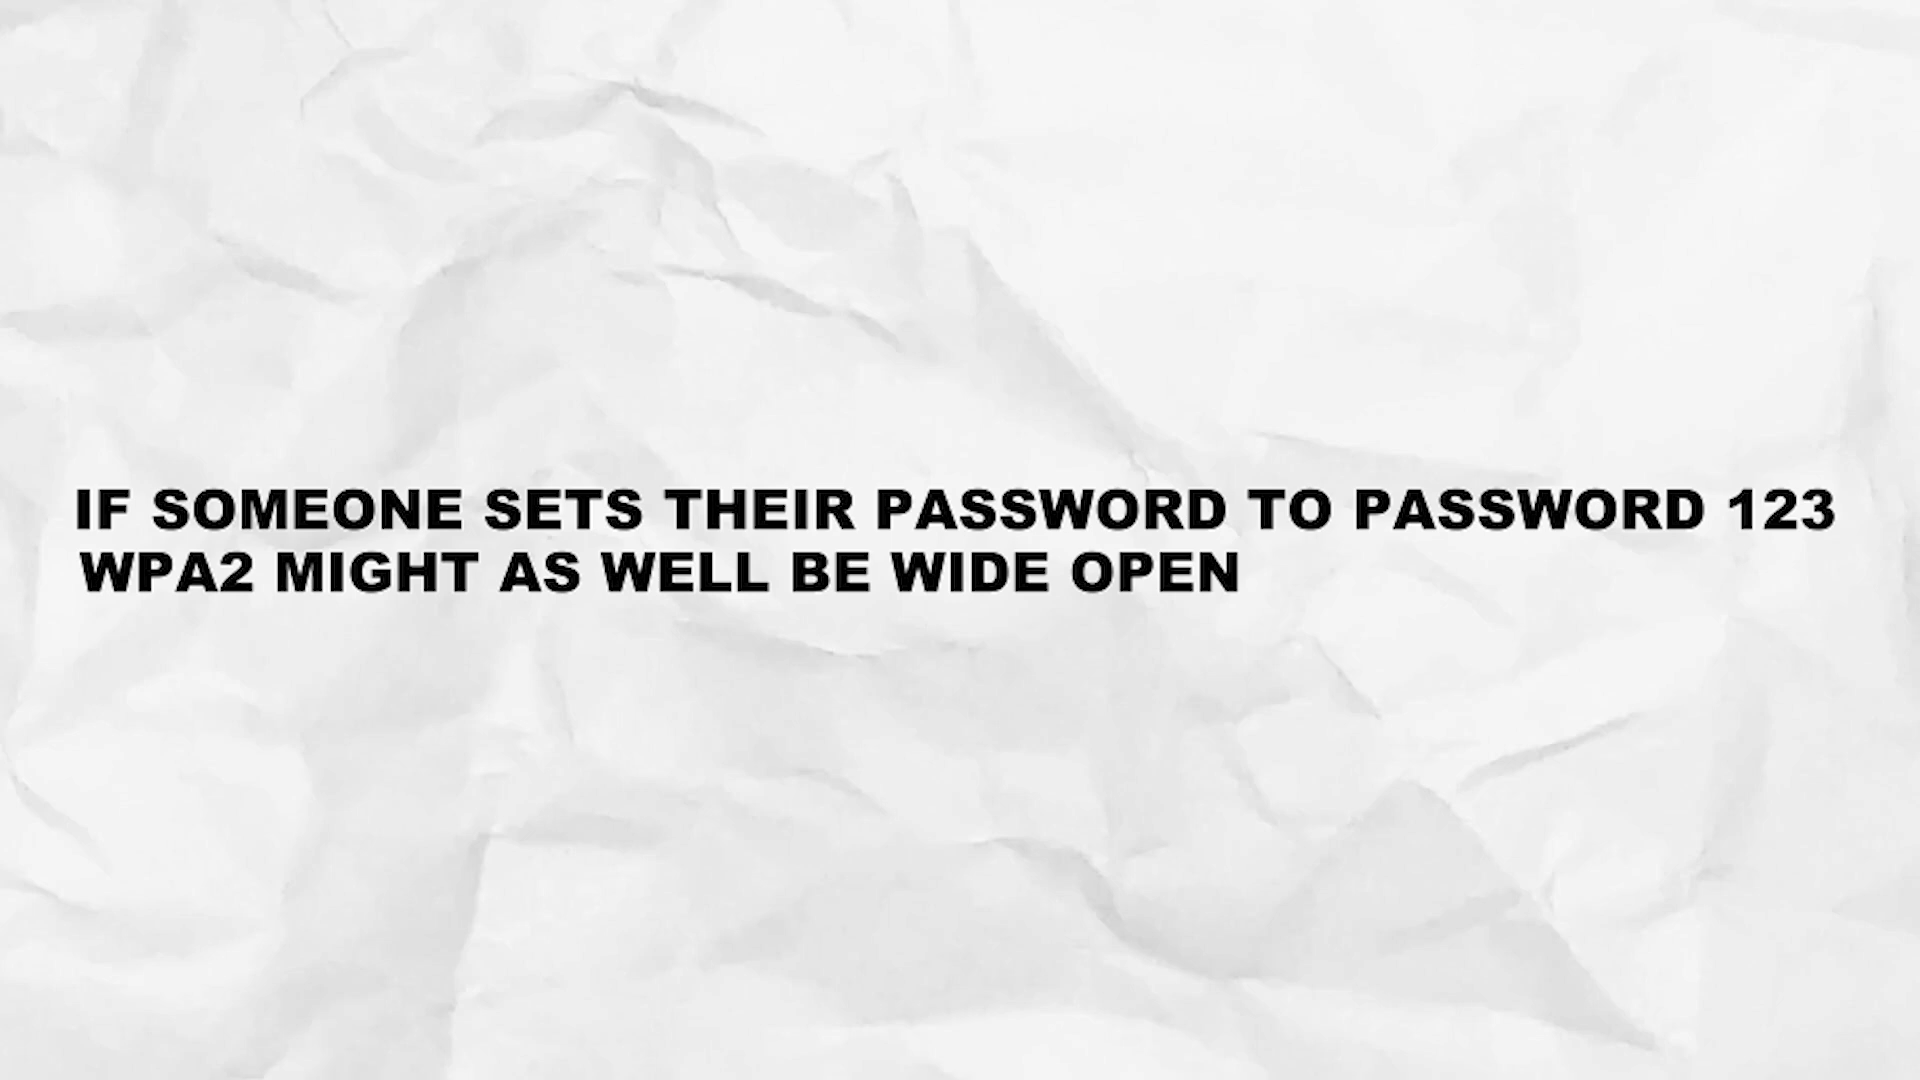 IF SOMEONE SETS THEIR PASSWORD TO PASSWORD 123
WPA2 MIGHT AS WELL BE WIDE OPEN